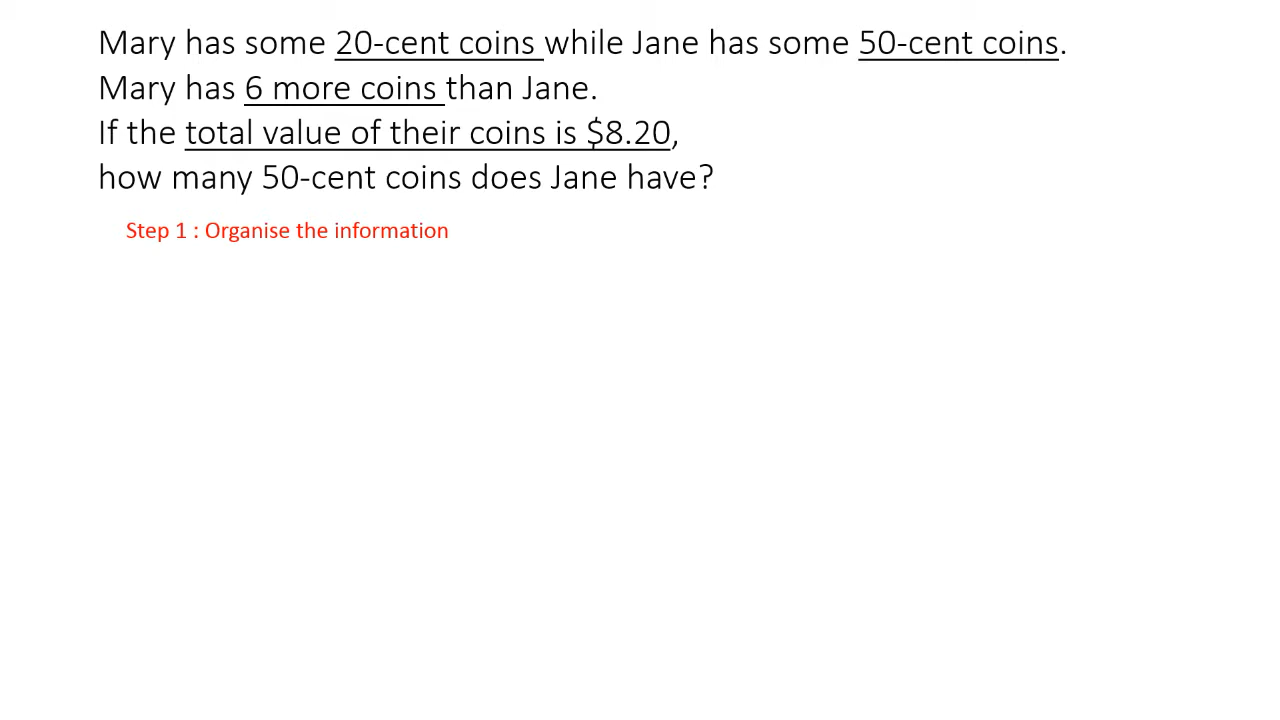 Mary has some 20-cent coins while Jane has some 50-cent coins.
Mary has 6 more coins than Jane.
If the total value of their coins is $8.20,
how many 50-cent coins does Jane have?
Step 1 : Organise the information